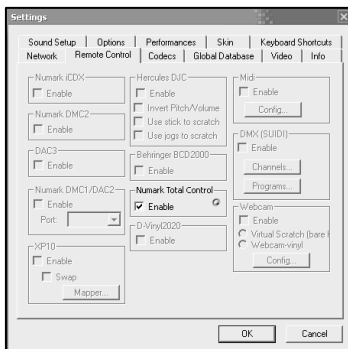 Settings
Sound Setup Options Performances Skin Keyboard Shortcuts
Network Remote Control Codecs Global Database Video Info
Numark iCDX
Enable
Numark DMC2
Enable
DAC3
Enable
Numark DMC1/DAC2
Enable
Port:
XP10
Enable
Swap
Mapper...
Hercules DJC
Enable
Invert Pitch/Volume
Use stick to scratch
Use jogs to scratch
Behringer BCD2000
Enable
Numark Total Control
Enable
D-Vinyl2020
Enable
Midi
Enable
Config...
DMX (SUIDI)
Enable
Channels...
Programs...
Webcam
Enable
Virtual Scratch (bare
Webcam-vinyl
Config...
OK Cancel